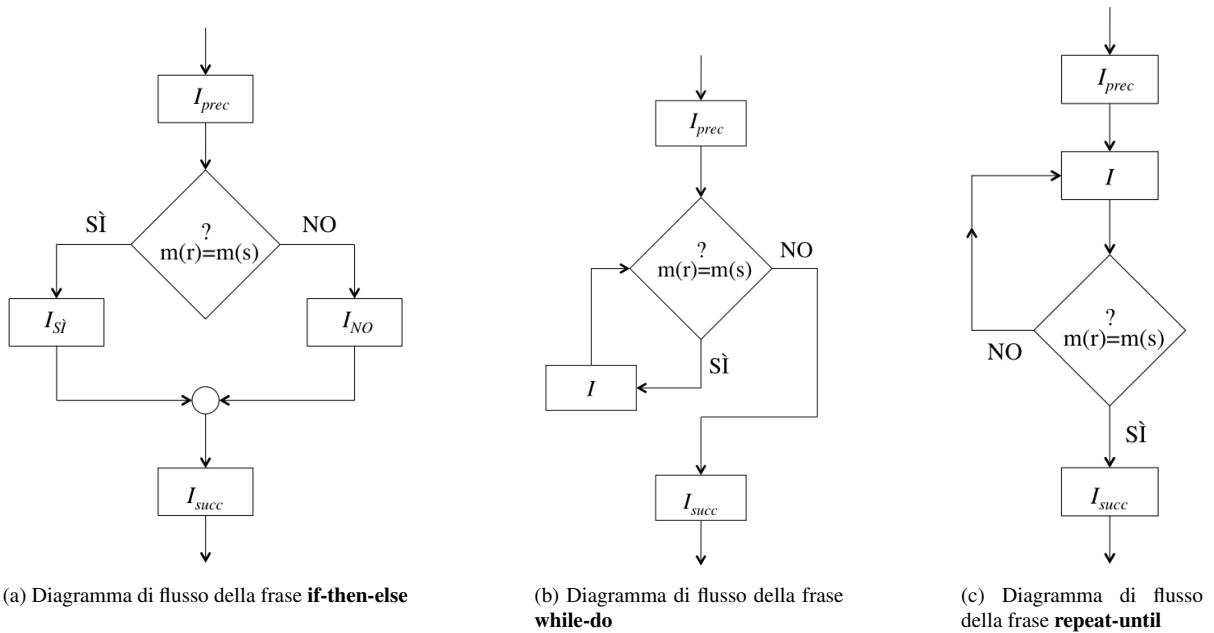 I_prec
?
m(r)=m(s)
SÌ
NO
I_SÌ
I_NO
I_succ
(a) Diagramma di flusso della frase if-then-else
I_prec
?
m(r)=m(s)
NO
SÌ
I
I_succ
(b) Diagramma di flusso della frase
while-do
I_prec
I
?
m(r)=m(s)
NO
SÌ
I_succ
(c) Diagramma di flusso
della frase repeat-until